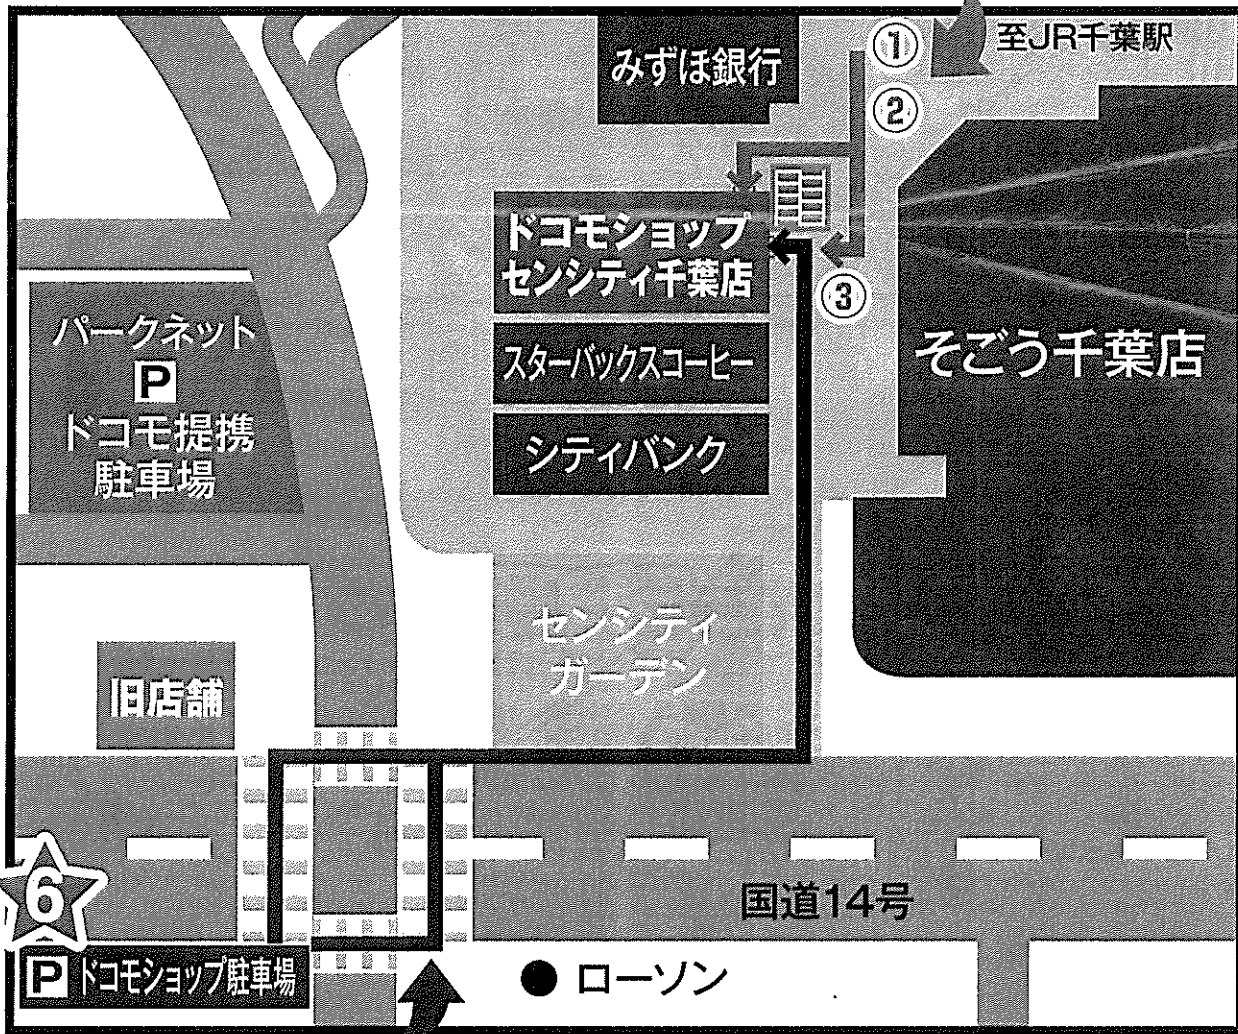 みずほ銀行
①
至JR千葉駅
②
ドコモショップ
センシティ千葉店
③
パークネット
P
ドコモ提携
駐車場
スターバックスコーヒー
そごう千葉店
シティバンク
センシティ
ガーデン
旧店舗
6
国道14号
P ドコモショップ駐車場
● ローソン